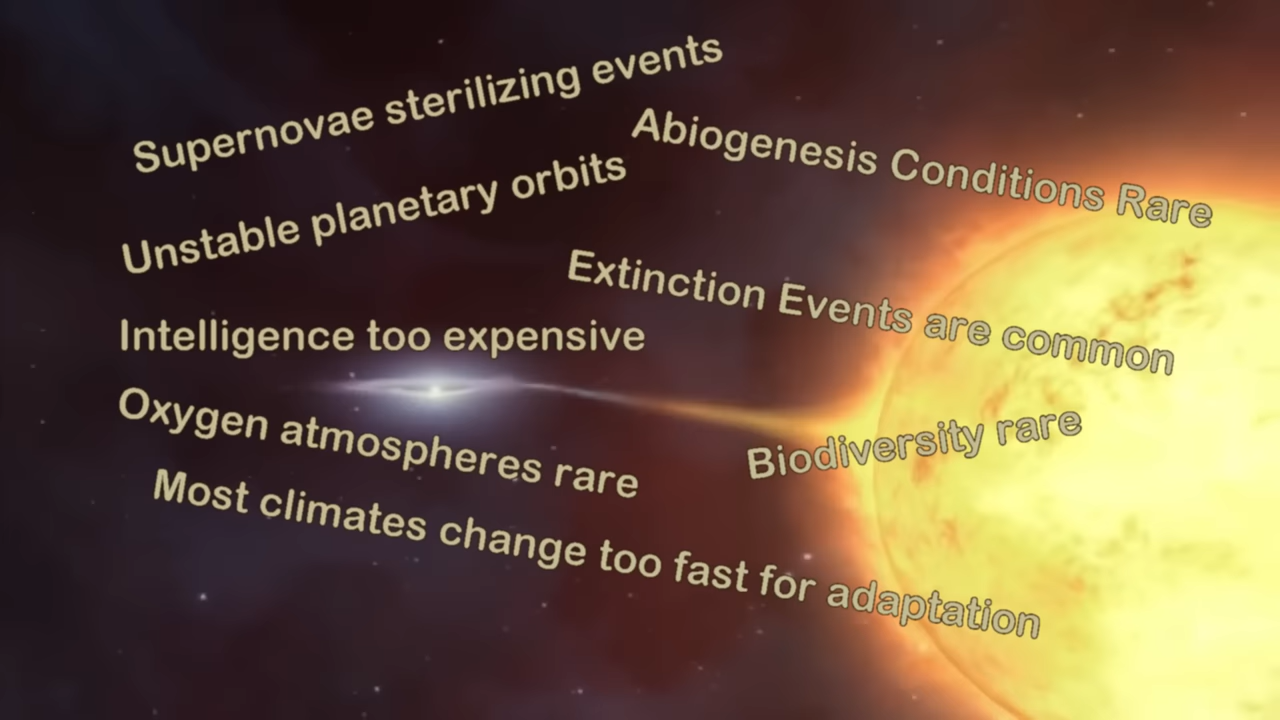 Supernovae sterilizing events
Abiogenesis Conditions Rare
Unstable planetary orbits
Extinction Events are common
Intelligence too expensive
Oxygen atmospheres rare
Biodiversity rare
Most climates change too fast for adaptation